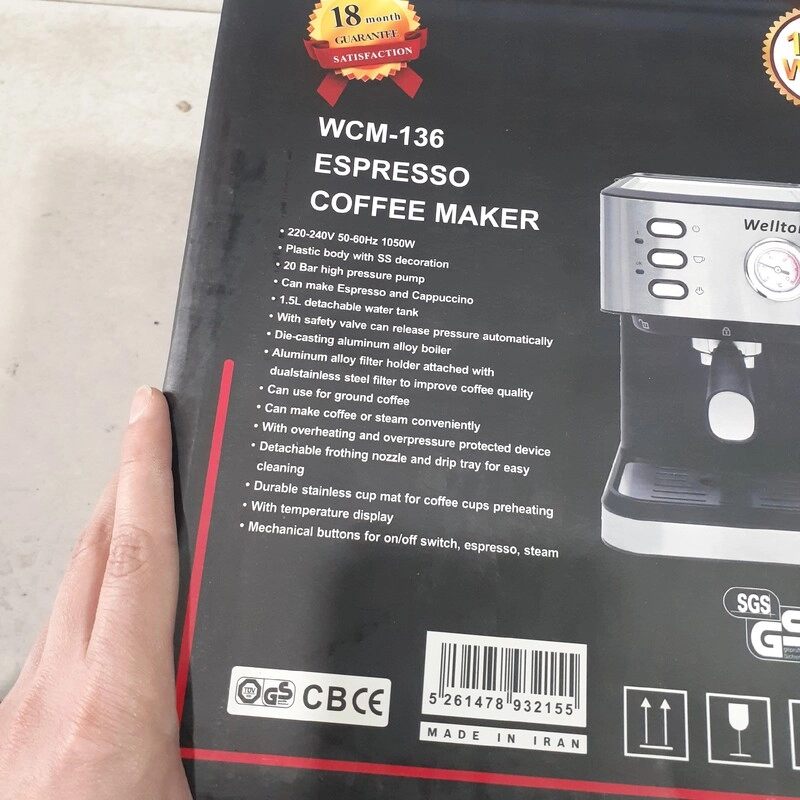 18 month
GUARANTEE
SATISFACTION
WCM-136
ESPRESSO
COFFEE MAKER
• 220-240V 50-60Hz 1050W
• Plastic body with SS decoration
• 20 Bar high pressure pump
• Can make Espresso and Cappuccino
• 1.5L detachable water tank
• With safety valve can release pressure automatically
• Die-casting aluminum alloy boiler
• Aluminum alloy filter holder attached with
dualstainless steel filter to improve coffee quality
• Can use for ground coffee
• Can make coffee or steam conveniently
• With overheating and overpressure protected device
• Detachable frothing nozzle and drip tray for easy
cleaning
• Durable stainless cup mat for coffee cups preheating
• With temperature display
• Mechanical buttons for on/off switch, espresso, steam
Wellto
SGS
GS
GS CB CE
5 261478 932155
MADE IN IRAN